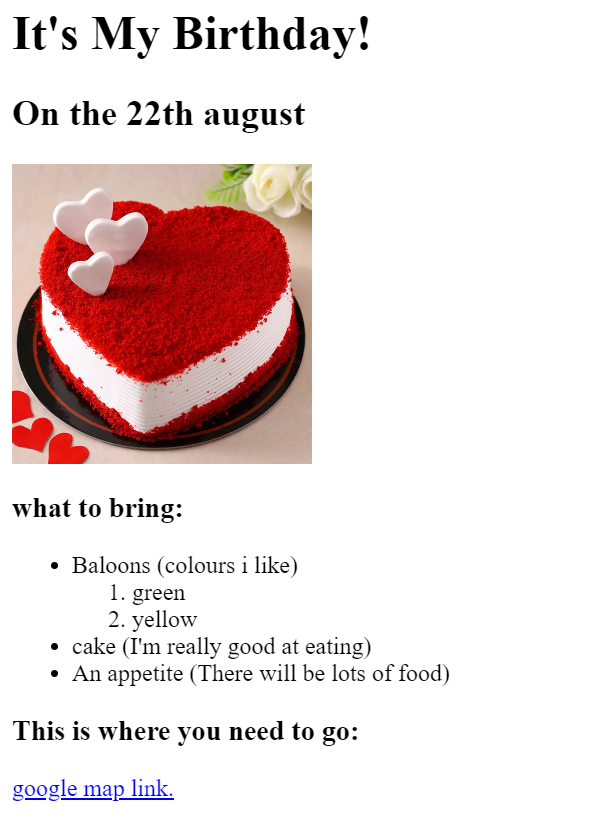 It's My Birthday!
On the 22th august
what to bring:
• Baloons (colours i like)
1. green
2. yellow
• cake (I'm really good at eating)
• An appetite (There will be lots of food)
This is where you need to go:
google map link.